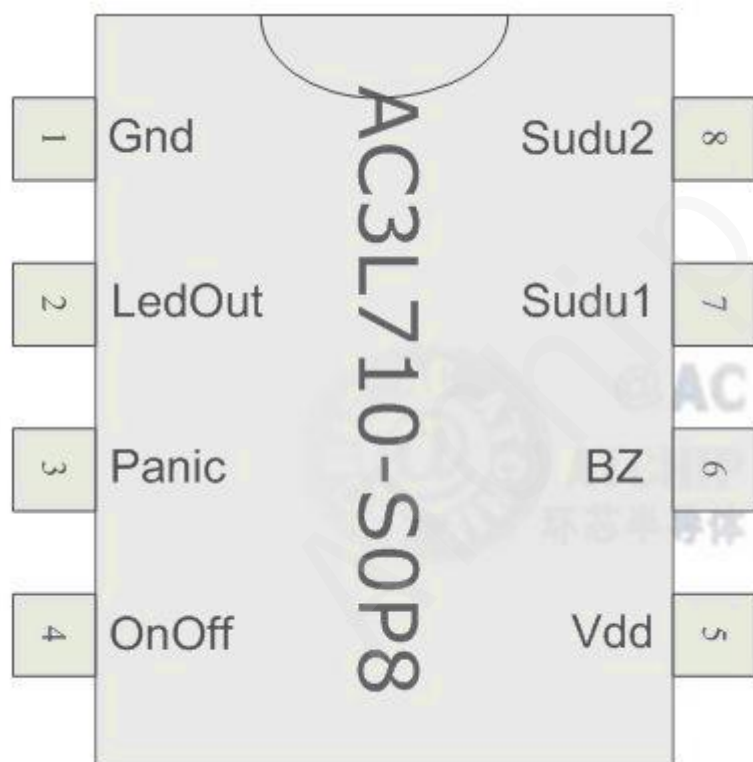 1 Gnd
2 LedOut
3 Panic
4 OnOff
AC3L710-SOP8
Sudu2 8
Sudu1 7
BZ 6
Vdd 5
@AC
环芯半导体